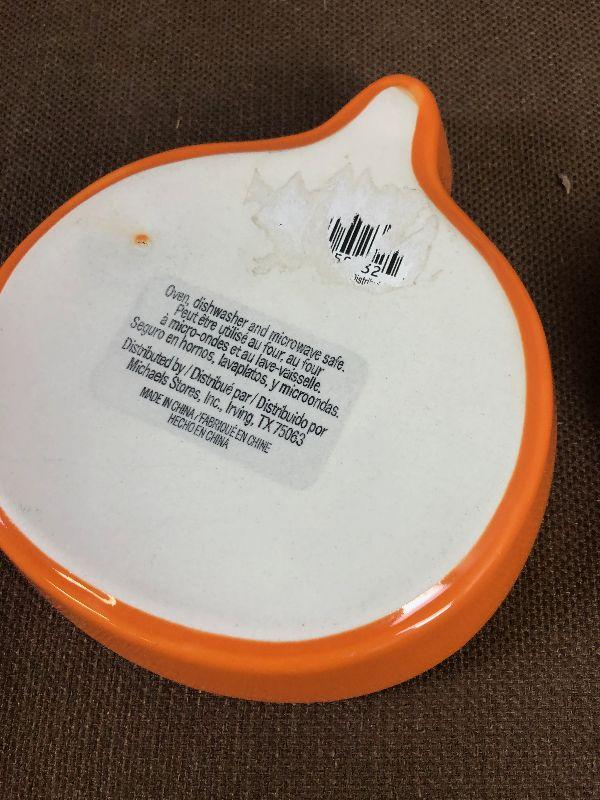 32
Oven, dishwasher and microwave safe.
Peut être utilisé au four, au four
à micro-ondes et au lave-vaisselle.
Seguro en hornos, lavaplatos, y microondas.
Distributed by / Distribué par / Distribuido por
Michaels Stores, Inc., Irving, TX 75063
MADE IN CHINA / FABRIQUÉ EN CHINE
HECHO EN CHINA